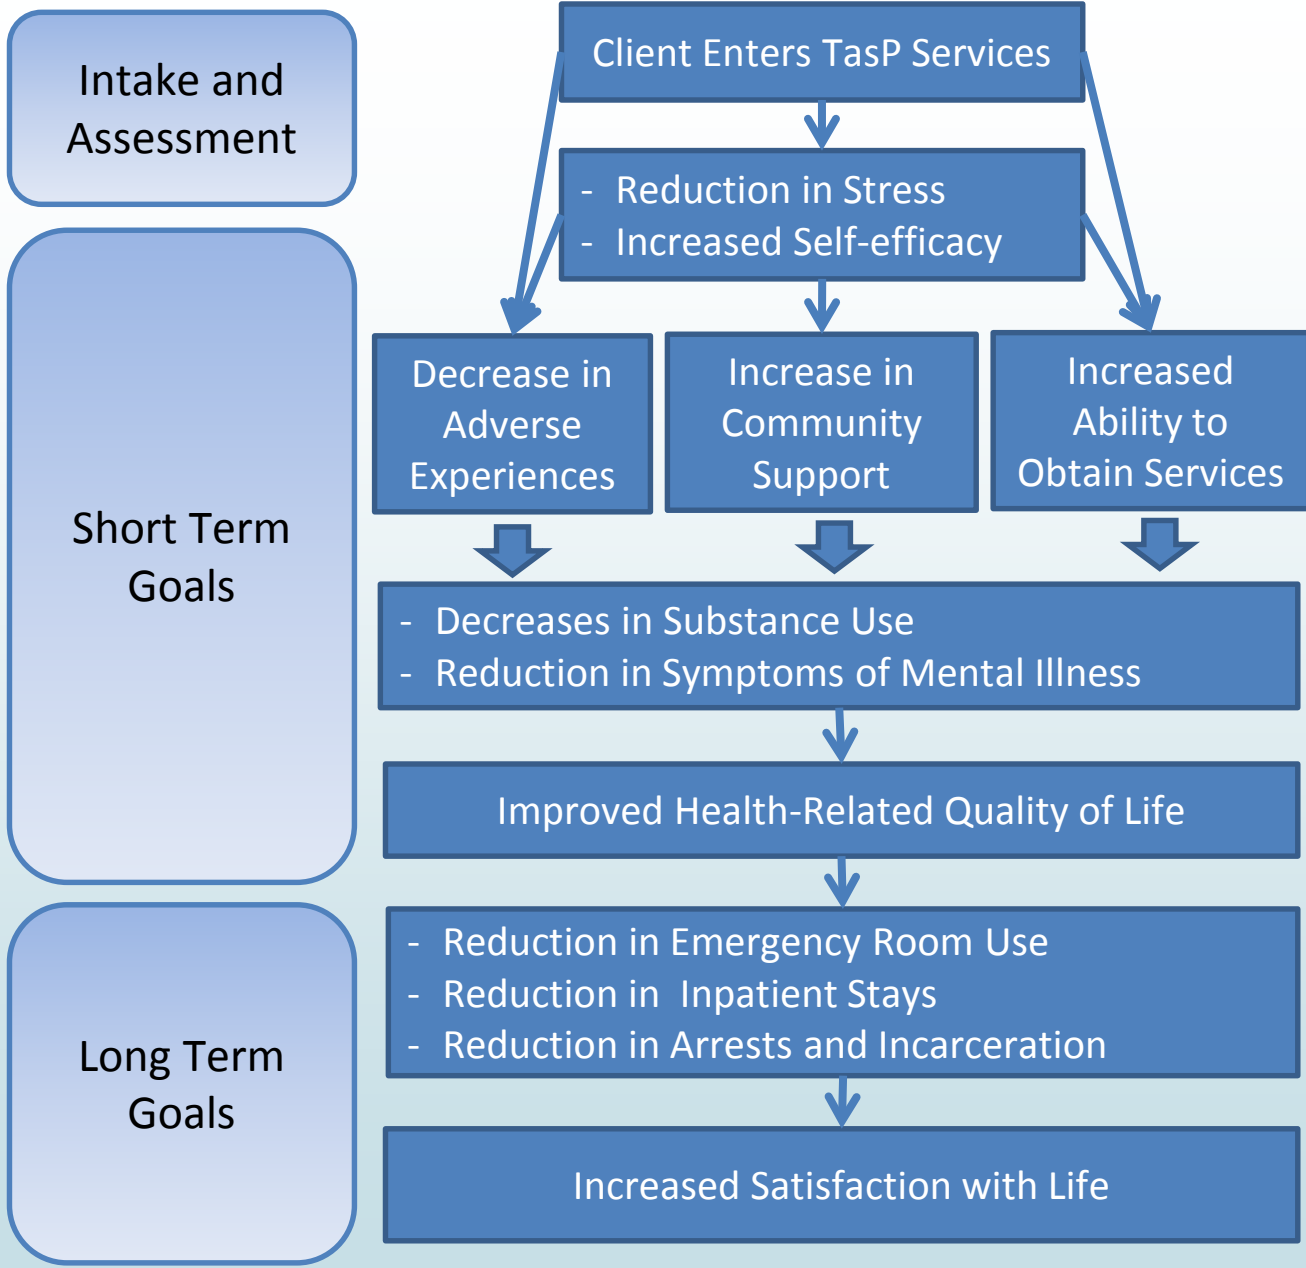 Intake and
Assessment
Client Enters TasP Services
- Reduction in Stress
- Increased Self-efficacy
Short Term
Goals
Decrease in
Adverse
Experiences
Increase in
Community
Support
Increased
Ability to
Obtain Services
- Decreases in Substance Use
- Reduction in Symptoms of Mental Illness
Improved Health-Related Quality of Life
Long Term
Goals
- Reduction in Emergency Room Use
- Reduction in  Inpatient Stays
- Reduction in Arrests and Incarceration
Increased Satisfaction with Life